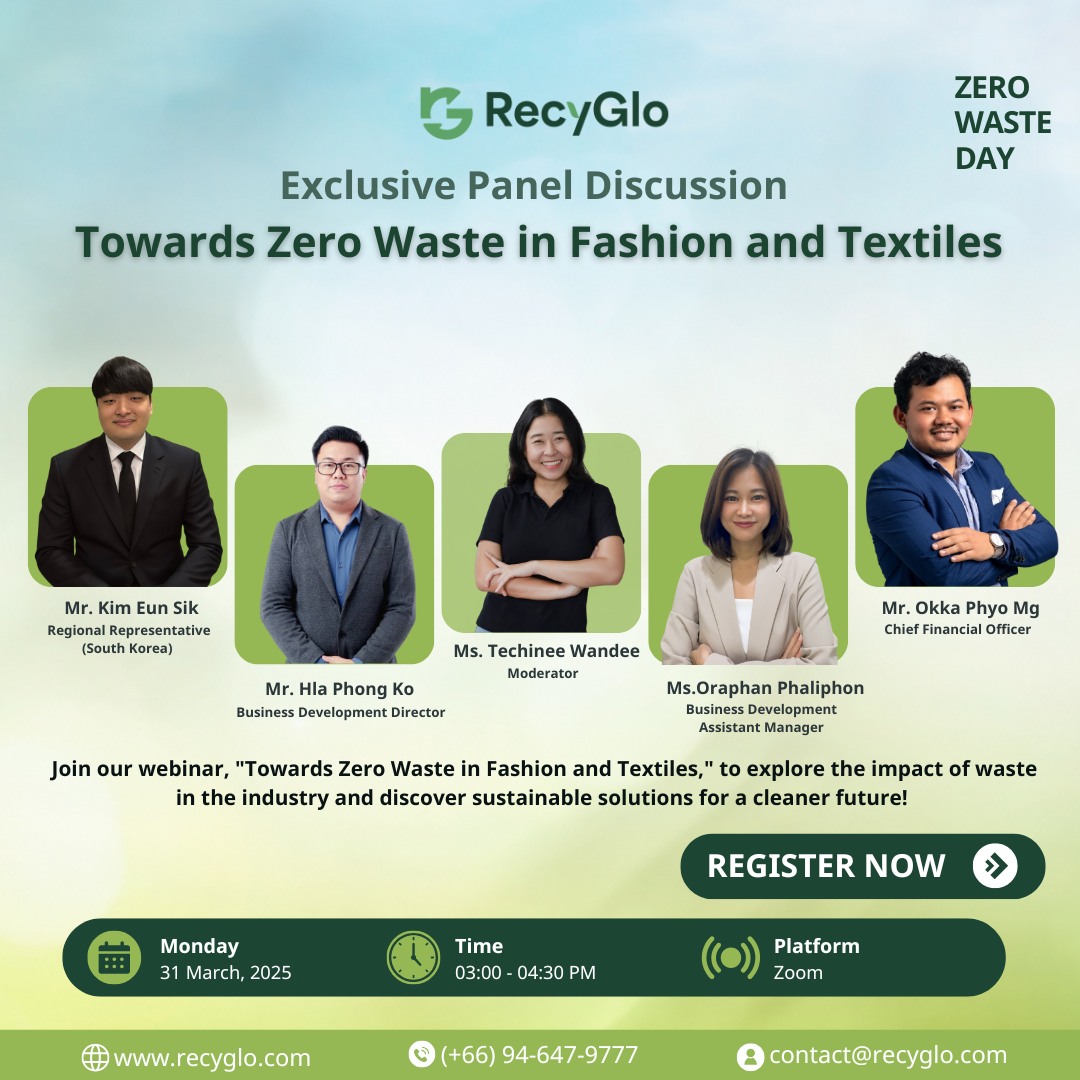 RecyGlo
ZERO
WASTE
DAY
Exclusive Panel Discussion
Towards Zero Waste in Fashion and Textiles
Mr. Kim Eun Sik
Regional Representative
(South Korea)
Mr. Hla Phong Ko
Business Development Director
Ms. Techinee Wandee
Moderator
Ms.Oraphan Phaliphon
Business Development
Assistant Manager
Mr. Okka Phyo Mg
Chief Financial Officer
Join our webinar, "Towards Zero Waste in Fashion and Textiles," to explore the impact of waste
in the industry and discover sustainable solutions for a cleaner future!
REGISTER NOW
Monday
31 March, 2025
Time
03:00 - 04:30 PM
Platform
Zoom
www.recyglo.com
(+66) 94-647-9777
contact@recyglo.com